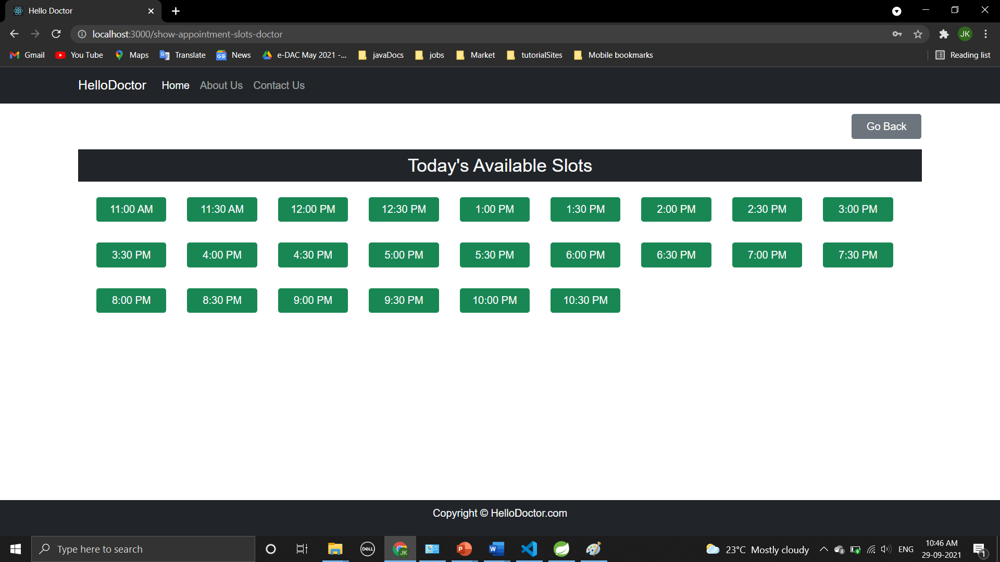 Hello Doctor
localhost:3000/show-appointment-slots-doctor
JK
Gmail You Tube Maps Translate News e-DAC May 2021 -... javaDocs jobs Market tutorialSites Mobile bookmarks Reading list
HelloDoctor Home About Us Contact Us
Go Back
Today's Available Slots
11:00 AM 11:30 AM 12:00 PM 12:30 PM 1:00 PM 1:30 PM 2:00 PM 2:30 PM 3:00 PM
3:30 PM 4:00 PM 4:30 PM 5:00 PM 5:30 PM 6:00 PM 6:30 PM 7:00 PM 7:30 PM
8:00 PM 8:30 PM 9:00 PM 9:30 PM 10:00 PM 10:30 PM
Copyright © HelloDoctor.com
Type here to search DELL JK P W 23°C Mostly cloudy ENG 10:46 AM
29-09-2021 1